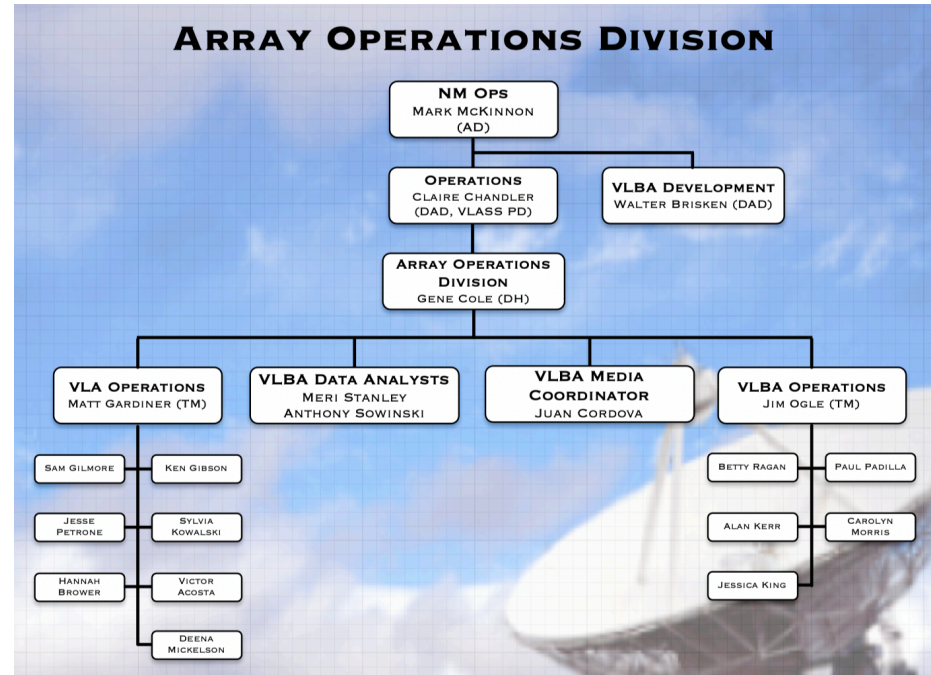 ARRAY OPERATIONS DIVISION
NM OPS
MARK MCKINNON
(AD)
OPERATIONS
CLAIRE CHANDLER
(DAD, VLASS PD)
VLBA DEVELOPMENT
WALTER BRISKEN (DAD)
ARRAY OPERATIONS
DIVISION
GENE COLE (DH)
VLA OPERATIONS
MATT GARDINER (TM)
VLBA DATA ANALYSTS
MERI STANLEY
ANTHONY SOWINSKI
VLBA MEDIA
COORDINATOR
JUAN CORDOVA
VLBA OPERATIONS
JIM OGLE (TM)
SAM GILMORE
KEN GIBSON
JESSE
PETRONE
SYLVIA
KOWALSKI
HANNAH
BROWER
VICTOR
ACOSTA
DEENA
MICKELSON
BETTY RAGAN
PAUL PADILLA
ALAN KERR
CAROLYN
MORRIS
JESSICA KING